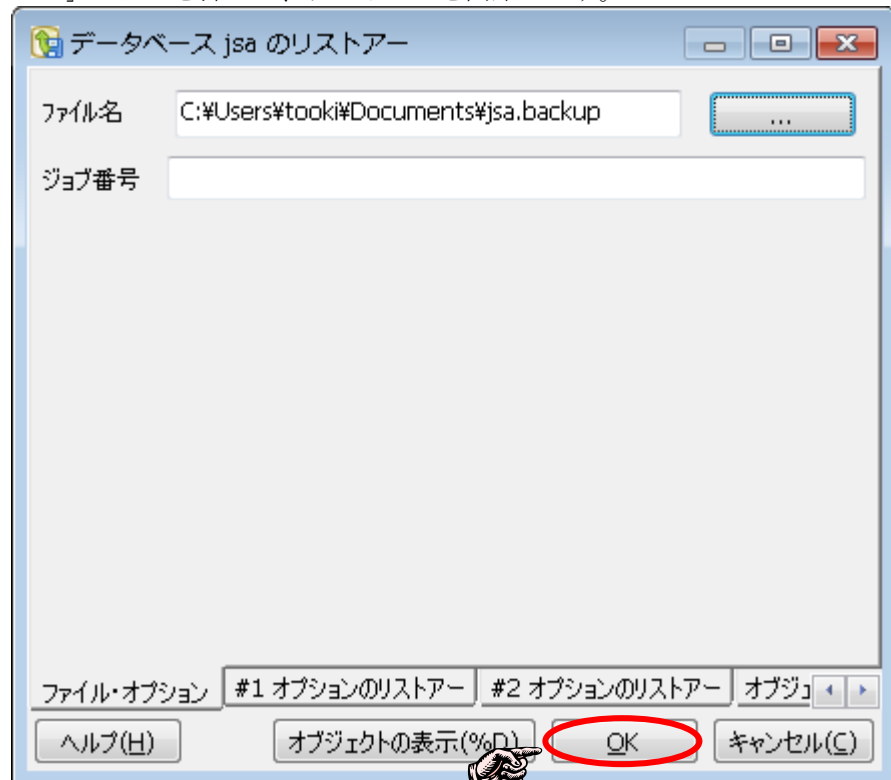 データベース jsa のリストアー
ファイル名 C:¥Users¥tooki¥Documents¥jsa.backup ...
ジョブ番号
ファイル・オプション #1 オプションのリストアー #2 オプションのリストアー オブジェ
ヘルプ(H) オブジェクトの表示(%D) OK キャンセル(C)